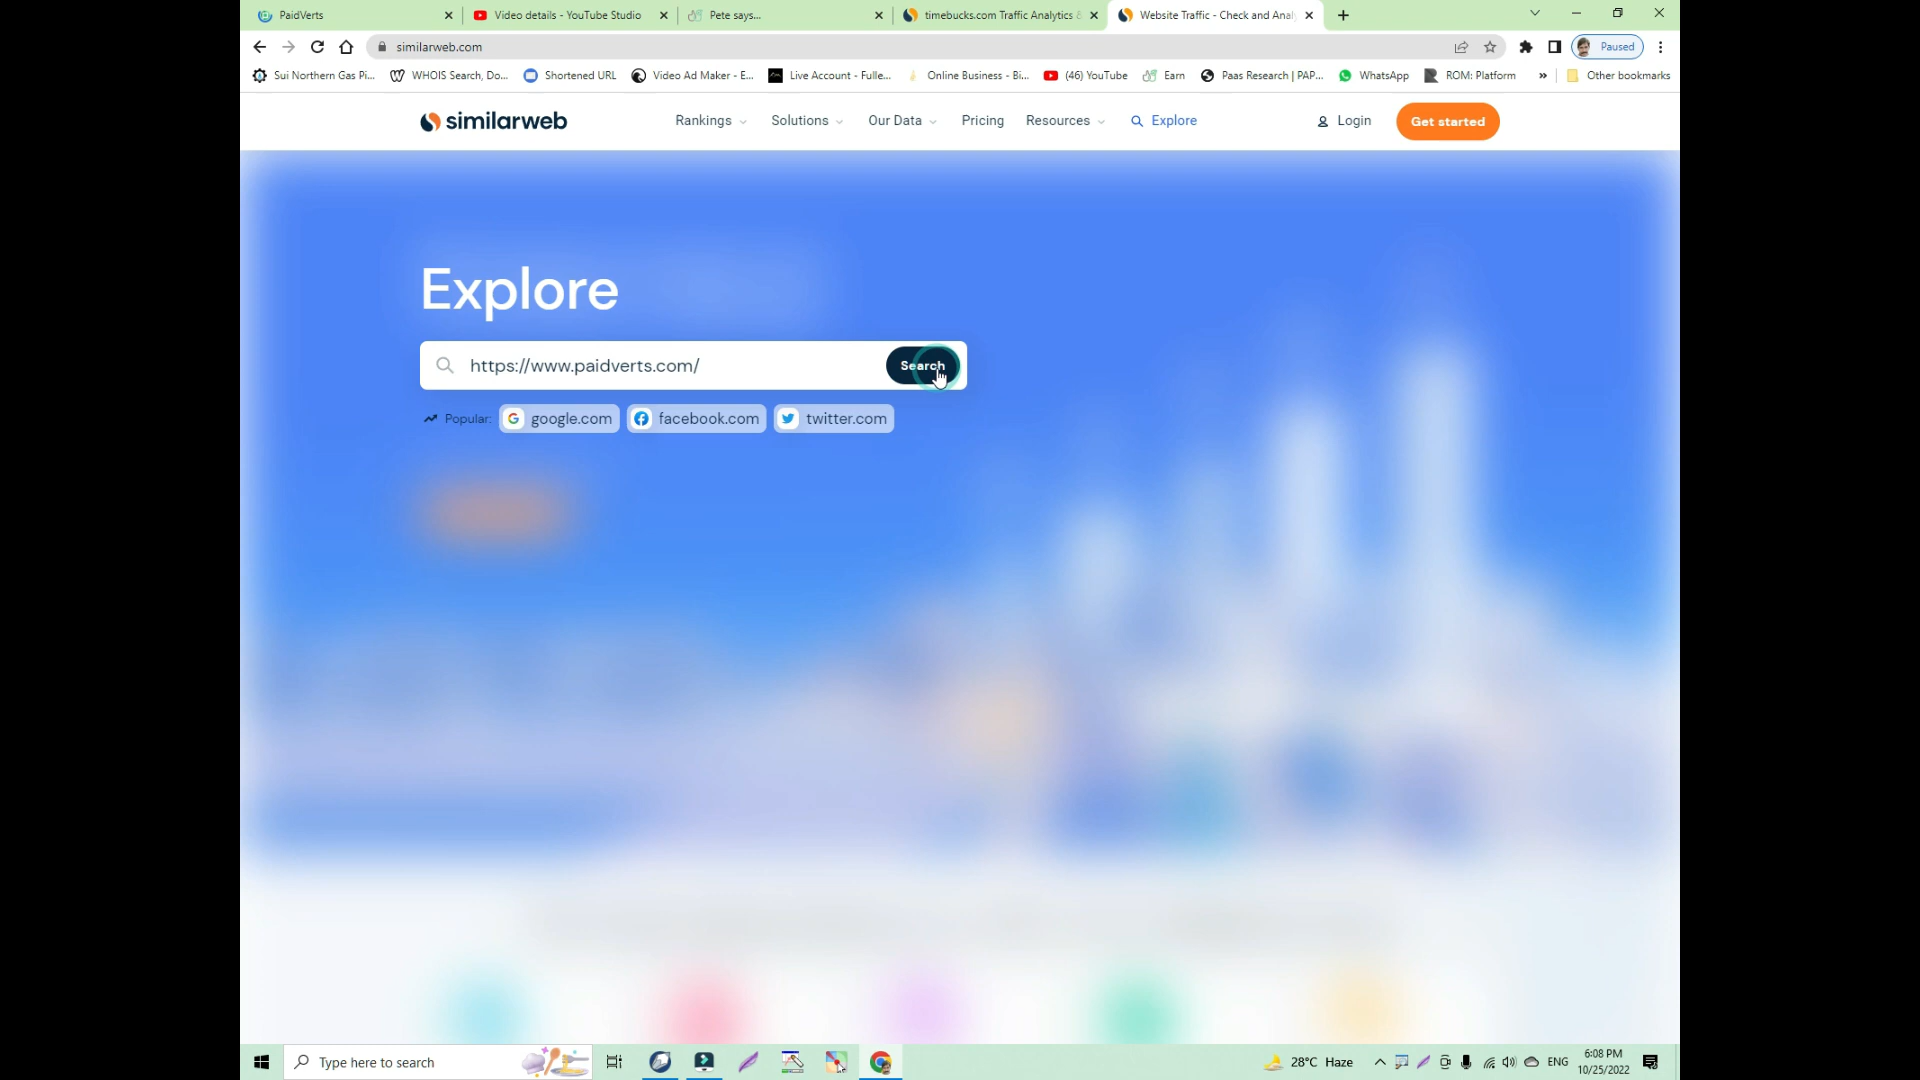 PaidVerts
Video details - YouTube Studio
Pete says...
timebucks.com Traffic Analytics &
Website Traffic - Check and Anal
similarweb.com
Paused
Sui Northern Gas Pi...
WHOIS Search, Do...
Shortened URL
Video Ad Maker - E...
Live Account - Fulle...
Online Business - Bi...
(46) YouTube
Earn
Paas Research | PAP...
WhatsApp
ROM: Platform
»
Other bookmarks
similarweb
Rankings
Solutions
Our Data
Pricing
Resources
Explore
Login
Get started
Explore
https://www.paidverts.com/
Search
Popular:
google.com
facebook.com
twitter.com
Type here to search
28°C Haze
ENG
6:08 PM
10/25/2022